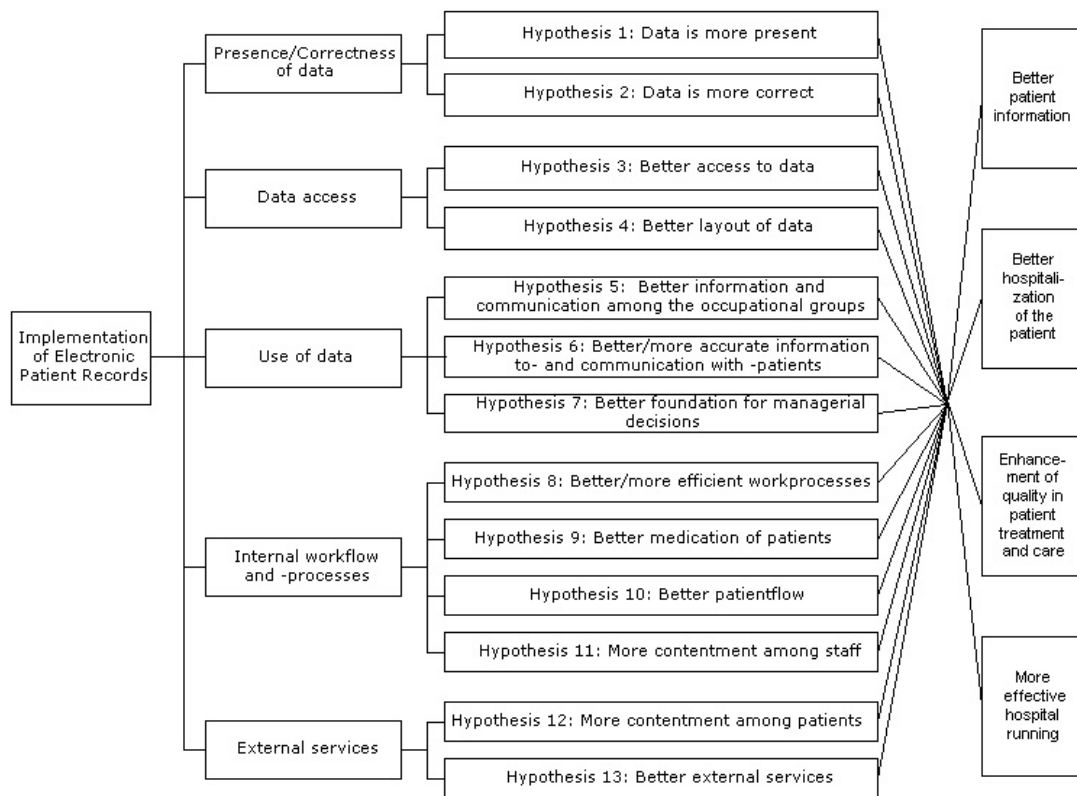 Implementation
of Electronic
Patient Records
Presence/Correctness
of data
Data access
Use of data
Internal workflow
and -processes
External services
Hypothesis 1: Data is more present
Hypothesis 2: Data is more correct
Hypothesis 3: Better access to data
Hypothesis 4: Better layout of data
Hypothesis 5:  Better information and
communication among the occupational groups
Hypothesis 6: Better/more accurate information
to- and communication with -patients
Hypothesis 7: Better foundation for managerial
decisions
Hypothesis 8: Better/more efficient workprocesses
Hypothesis 9: Better medication of patients
Hypothesis 10: Better patientflow
Hypothesis 11: More contentment among staff
Hypothesis 12: More contentment among patients
Hypothesis 13: Better external services
Better
patient
information
Better
hospitali-
zation
of the
patient
Enhance-
ment of
quality in
patient
treatment
and care
More
effective
hospital
running